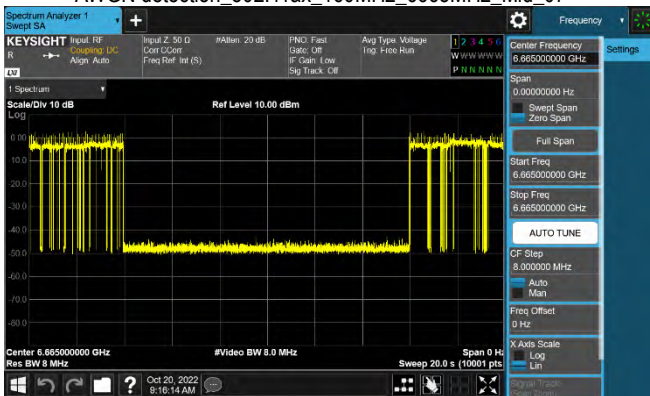 Spectrum Analyzer 1
Swept SA
+
Frequency
KEYSIGHT
R
LXI
Input: RF
Coupling: DC
Align: Auto
Input Z: 50 Ω
Corr CCorr
Freq Ref: Int (S)
#Atten: 20 dB
PNO: Fast
Gate: Off
IF Gain: Low
Sig Track: Off
Avg Type: Voltage
Trig: Free Run
1 2 3 4 5 6
W W W W W W
P N N N N N
Center Frequency
6.665000000 GHz
Settings
Span
0.00000000 Hz
Swept Span
Zero Span
Full Span
Start Freq
6.665000000 GHz
Stop Freq
6.665000000 GHz
AUTO TUNE
CF Step
8.000000 MHz
Auto
Man
Freq Offset
0 Hz
X Axis Scale
Log
Lin
Signal Track
1 Spectrum
Scale/Div 10 dB
Ref Level 10.00 dBm
Log
0.00
-10.0
-20.0
-30.0
-40.0
-50.0
-60.0
-70.0
-80.0
Center 6.665000000 GHz
#Video BW 8.0 MHz
Span 0 Hz
Res BW 8 MHz
Sweep 20.0 s (10001 pts
?
Oct 20, 2022
9:16:14 AM